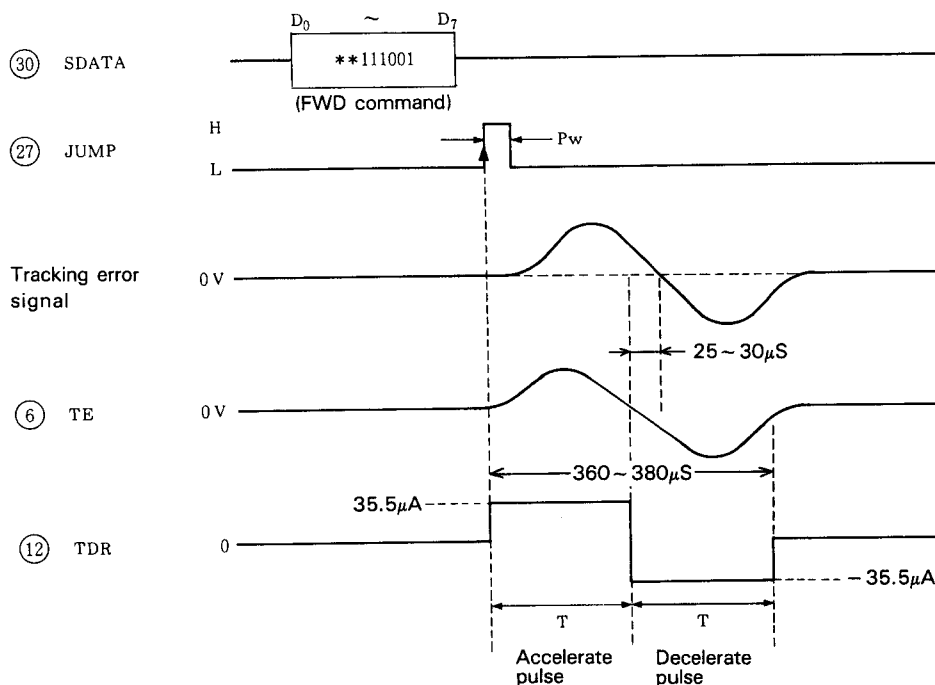 D₀ ~ D₇
㉚ SDATA
**111001
(FWD command)
H
㉗ JUMP
Pw
L
Tracking error
signal
0 V
25~30μS
⑥ TE
0 V
360~380μS
35.5μA
⑫ TDR
0
−35.5μA
T T
Accelerate
pulse
Decelerate
pulse